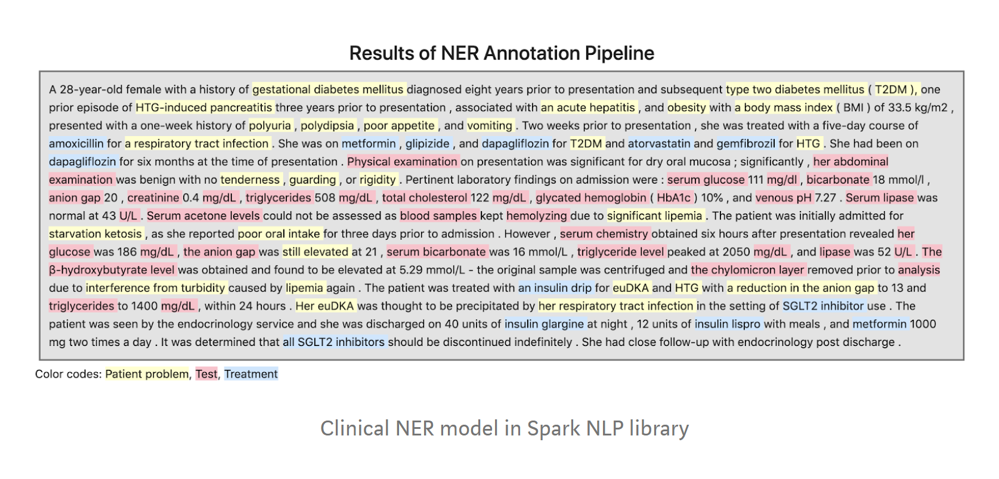 Results of NER Annotation Pipeline
A 28-year-old female with a history of gestational diabetes mellitus diagnosed eight years prior to presentation and subsequent type two diabetes mellitus ( T2DM ), one
prior episode of HTG-induced pancreatitis three years prior to presentation , associated with an acute hepatitis , and obesity with a body mass index ( BMI ) of 33.5 kg/m2 ,
presented with a one-week history of polyuria , polydipsia , poor appetite , and vomiting . Two weeks prior to presentation , she was treated with a five-day course of
amoxicillin for a respiratory tract infection . She was on metformin , glipizide , and dapagliflozin for T2DM and atorvastatin and gemfibrozil for HTG . She had been on
dapagliflozin for six months at the time of presentation . Physical examination on presentation was significant for dry oral mucosa ; significantly , her abdominal
examination was benign with no tenderness , guarding , or rigidity . Pertinent laboratory findings on admission were : serum glucose 111 mg/dl , bicarbonate 18 mmol/l ,
anion gap 20 , creatinine 0.4 mg/dL , triglycerides 508 mg/dL , total cholesterol 122 mg/dL , glycated hemoglobin ( HbA1c ) 10% , and venous pH 7.27 . Serum lipase was
normal at 43 U/L . Serum acetone levels could not be assessed as blood samples kept hemolyzing due to significant lipemia . The patient was initially admitted for
starvation ketosis , as she reported poor oral intake for three days prior to admission . However , serum chemistry obtained six hours after presentation revealed her
glucose was 186 mg/dL , the anion gap was still elevated at 21 , serum bicarbonate was 16 mmol/L , triglyceride level peaked at 2050 mg/dL , and lipase was 52 U/L . The
β-hydroxybutyrate level was obtained and found to be elevated at 5.29 mmol/L - the original sample was centrifuged and the chylomicron layer removed prior to analysis
due to interference from turbidity caused by lipemia again . The patient was treated with an insulin drip for euDKA and HTG with a reduction in the anion gap to 13 and
triglycerides to 1400 mg/dL , within 24 hours . Her euDKA was thought to be precipitated by her respiratory tract infection in the setting of SGLT2 inhibitor use . The
patient was seen by the endocrinology service and she was discharged on 40 units of insulin glargine at night , 12 units of insulin lispro with meals , and metformin 1000
mg two times a day . It was determined that all SGLT2 inhibitors should be discontinued indefinitely . She had close follow-up with endocrinology post discharge .
Color codes: Patient problem, Test, Treatment
Clinical NER model in Spark NLP library